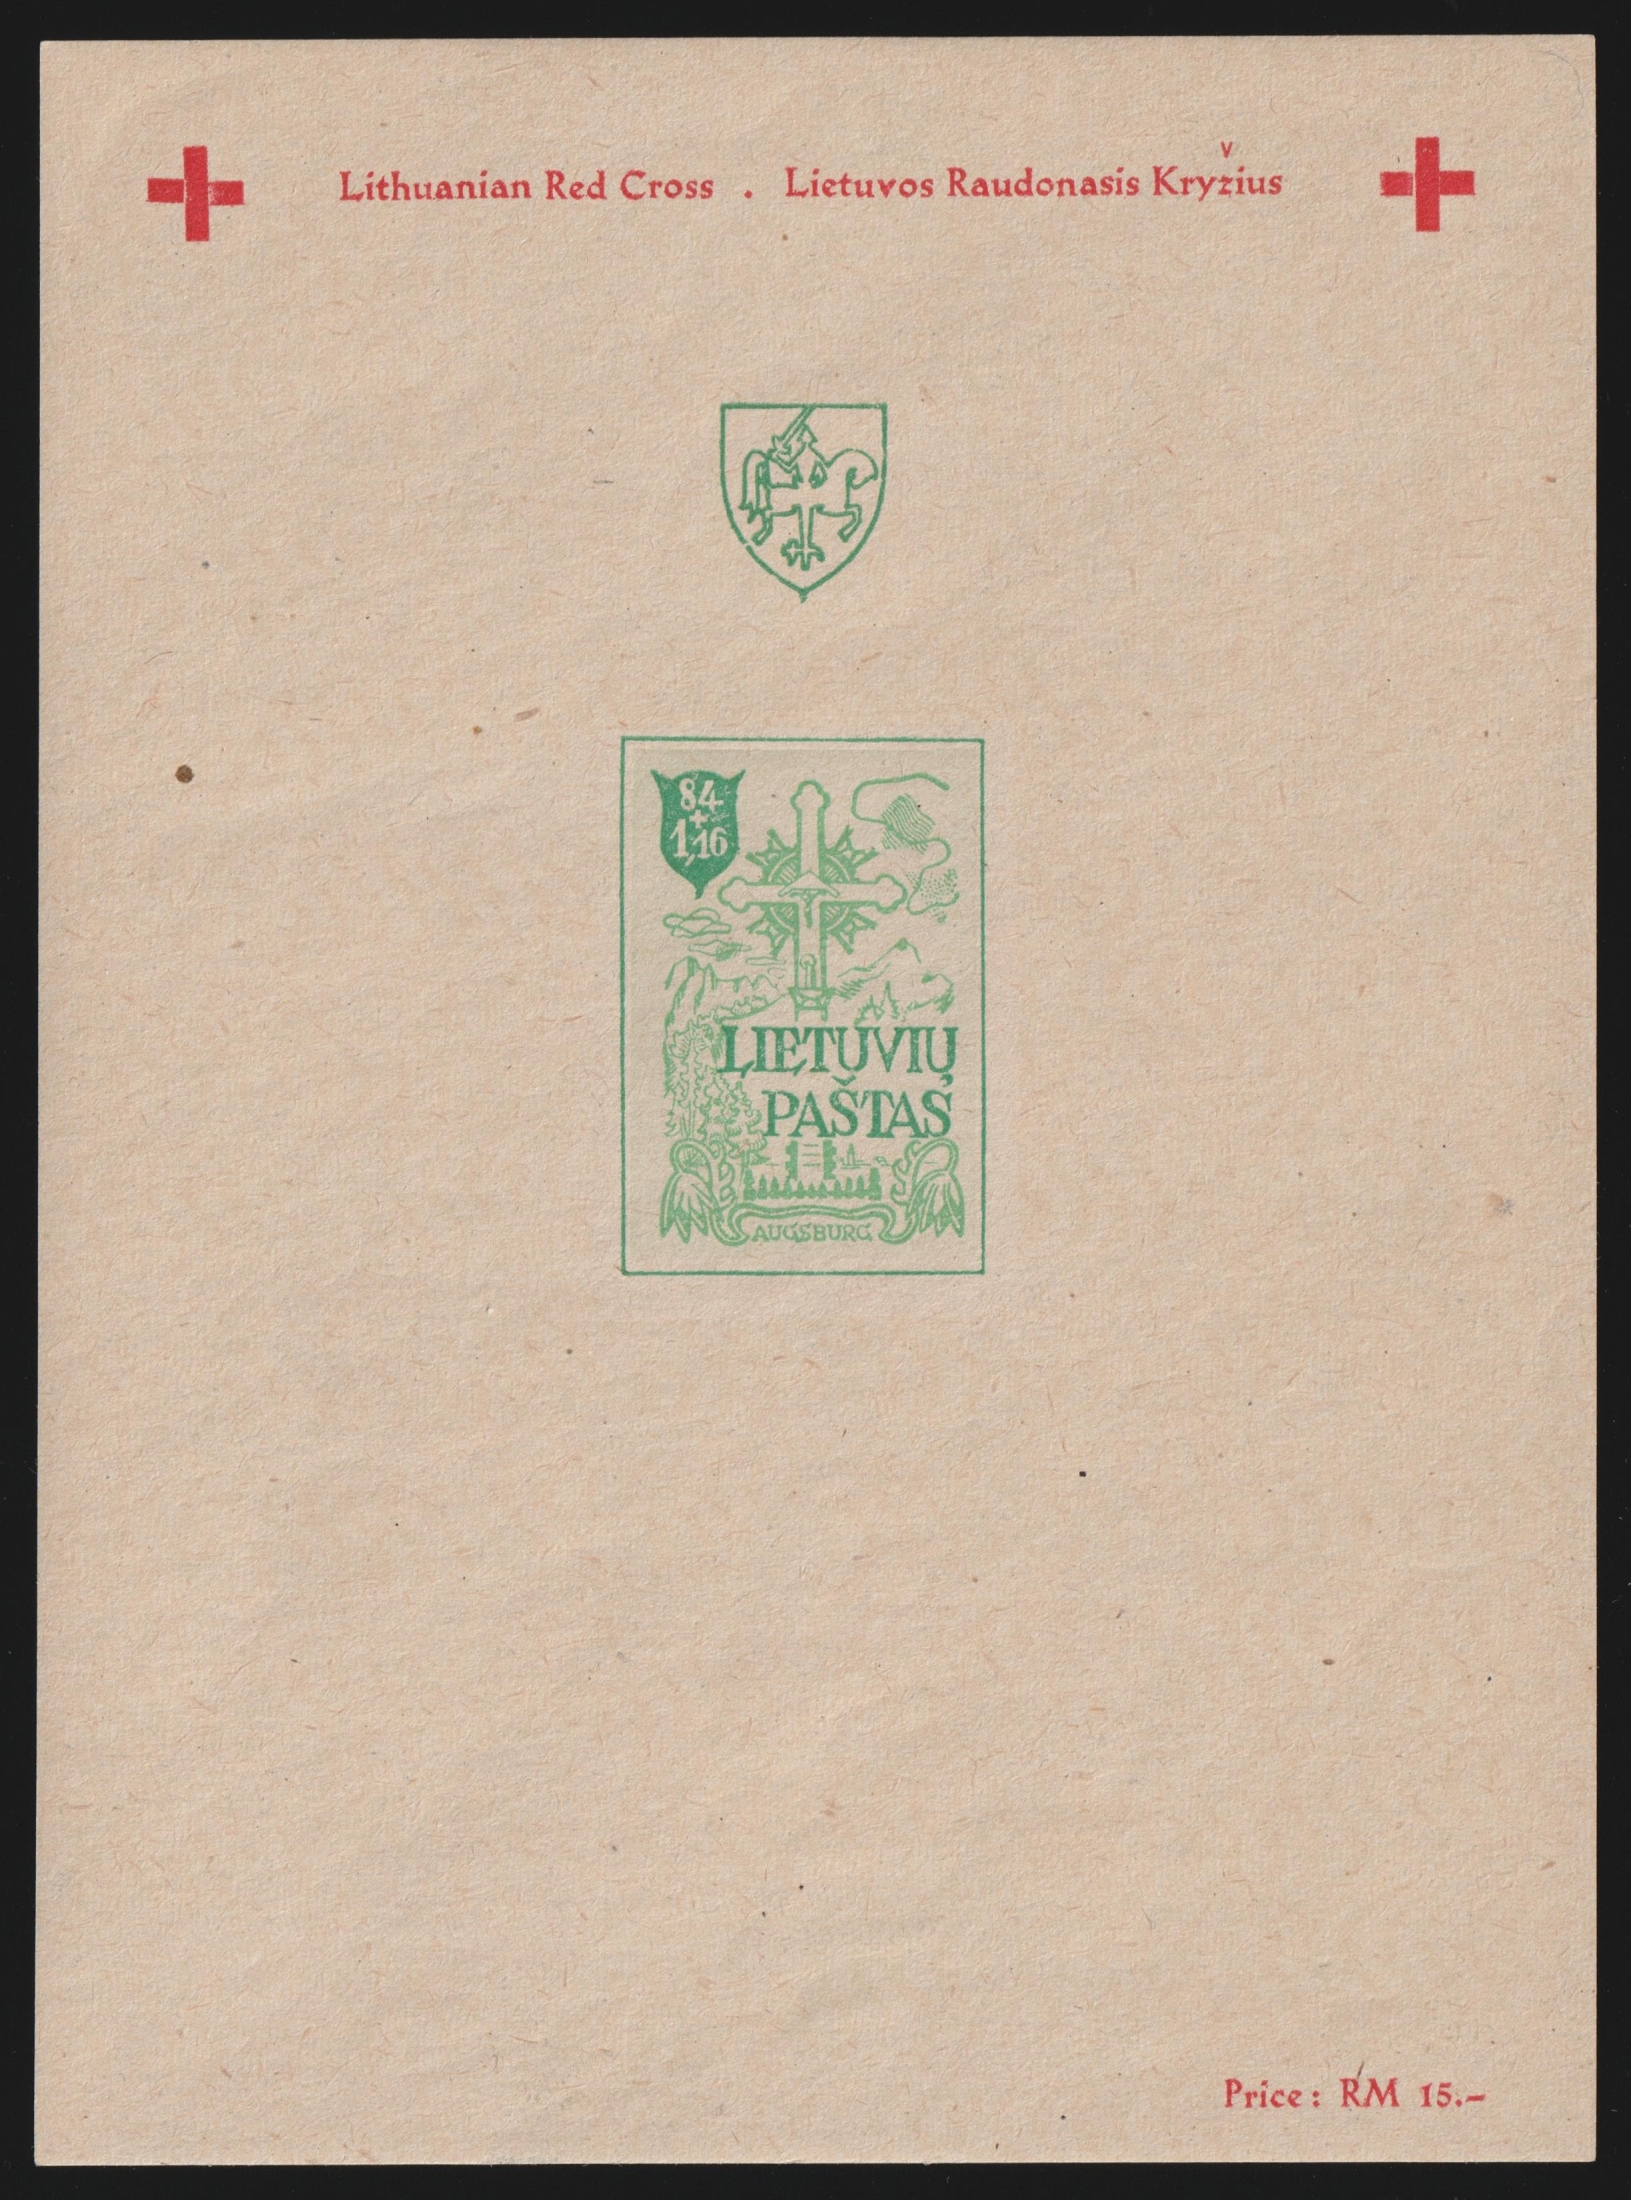 Lithuanian Red Cross . Lietuvos Raudonasis Kryžius
84
+
1,16
LIETUVIŲ
PAŠTAS
AUGSBURG
Price: RM 15.-